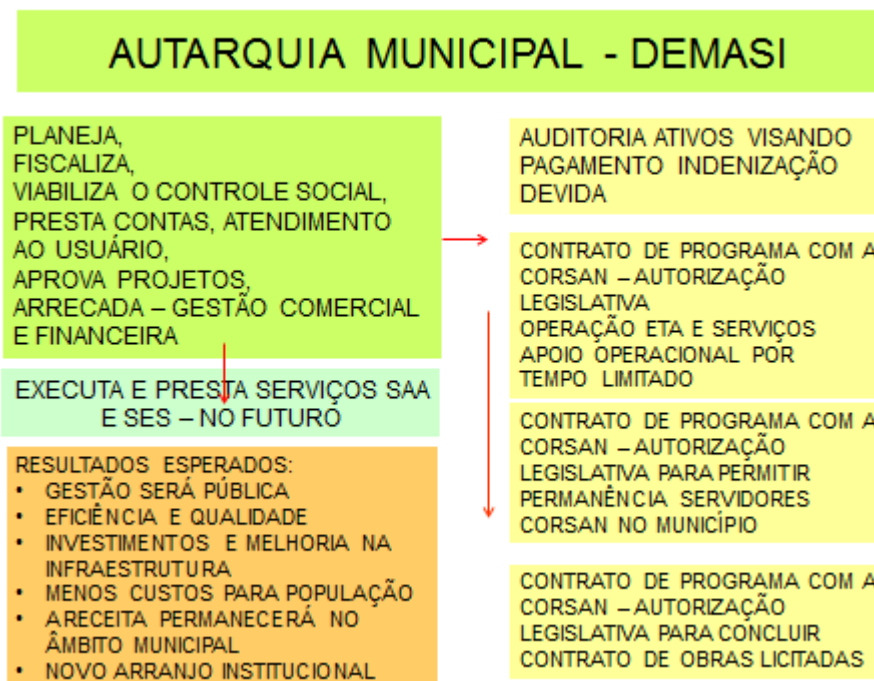 AUTARQUIA MUNICIPAL - DEMASI
PLANEJA,
FISCALIZA,
VIABILIZA O CONTROLE SOCIAL,
PRESTA CONTAS, ATENDIMENTO
AO USUÁRIO,
APROVA PROJETOS,
ARRECADA – GESTÃO COMERCIAL
E FINANCEIRA
EXECUTA E PRESTA SERVIÇOS SAA
E SES – NO FUTURO
RESULTADOS ESPERADOS:
• GESTÃO SERÁ PÚBLICA
• EFICIÊNCIA E QUALIDADE
• INVESTIMENTOS E MELHORIA NA
INFRAESTRUTURA
• MENOS CUSTOS PARA POPULAÇÃO
• A RECEITA PERMANECERÁ NO
ÂMBITO MUNICIPAL
• NOVO ARRANJO INSTITUCIONAL
AUDITORIA ATIVOS VISANDO
PAGAMENTO INDENIZAÇÃO
DEVIDA
CONTRATO DE PROGRAMA COM A
CORSAN – AUTORIZAÇÃO
LEGISLATIVA
OPERAÇÃO ETA E SERVIÇOS
APOIO OPERACIONAL POR
TEMPO LIMITADO
CONTRATO DE PROGRAMA COM A
CORSAN – AUTORIZAÇÃO
LEGISLATIVA PARA PERMITIR
PERMANÊNCIA SERVIDORES
CORSAN NO MUNICÍPIO
CONTRATO DE PROGRAMA COM A
CORSAN – AUTORIZAÇÃO
LEGISLATIVA PARA CONCLUIR
CONTRATO DE OBRAS LICITADAS